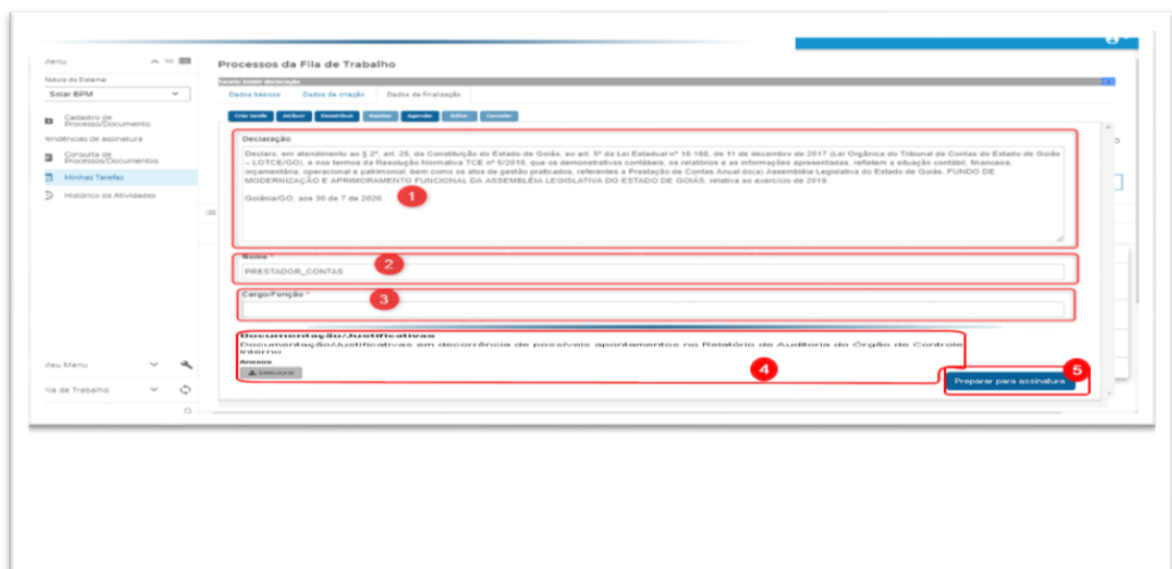 Menu
Processos da Fila de Trabalho
Solar BPM
Dados básicos Dados de criação Dados de finalização
Cadastro de
Processo/Documento
Criar tarefa Atribuir Desatribuir Rejeitar Agendar Editar Cancelar
Pendências de assinatura
Consulta de
Processos/Documentos
Minhas Tarefas
Histórico de Atividades
Declaração
Declaro, em atendimento ao § 2º, art. 25, da Constituição do Estado de Goiás, ao art. 5º da Lei Estadual nº 16.168, de 11 de dezembro de 2017 (Lei Orgânica do Tribunal de Contas do Estado de Goiás
– LOTCE/GO), e nos termos da Resolução Normativa TCE nº 5/2018, que os demonstrativos contábeis, os relatórios e as informações apresentadas, refletem a situação contábil, financeira,
orçamentária, operacional e patrimonial, bem como os atos de gestão praticados, referentes a Prestação de Contas Anual do(a) Assembléia Legislativa do Estado de Goiás, FUNDO DE
MODERNIZAÇÃO E APRIMORAMENTO FUNCIONAL DA ASSEMBLÉIA LEGISLATIVA DO ESTADO DE GOIÁS, relativa ao exercício de 2019
Goiânia/GO, aos 30 de 7 de 2020
1
Nome *
2
PRESTADOR_CONTAS
Cargo/Função *
3
Documentação/Justificativas
Documentação/Justificativas em decorrência de possíveis apontamentos no Relatório de Auditoria do Órgão de Controle
Interno
Anexos
Selecionar
4
Preparar para assinatura
5
Meu Menu
Fila de Trabalho